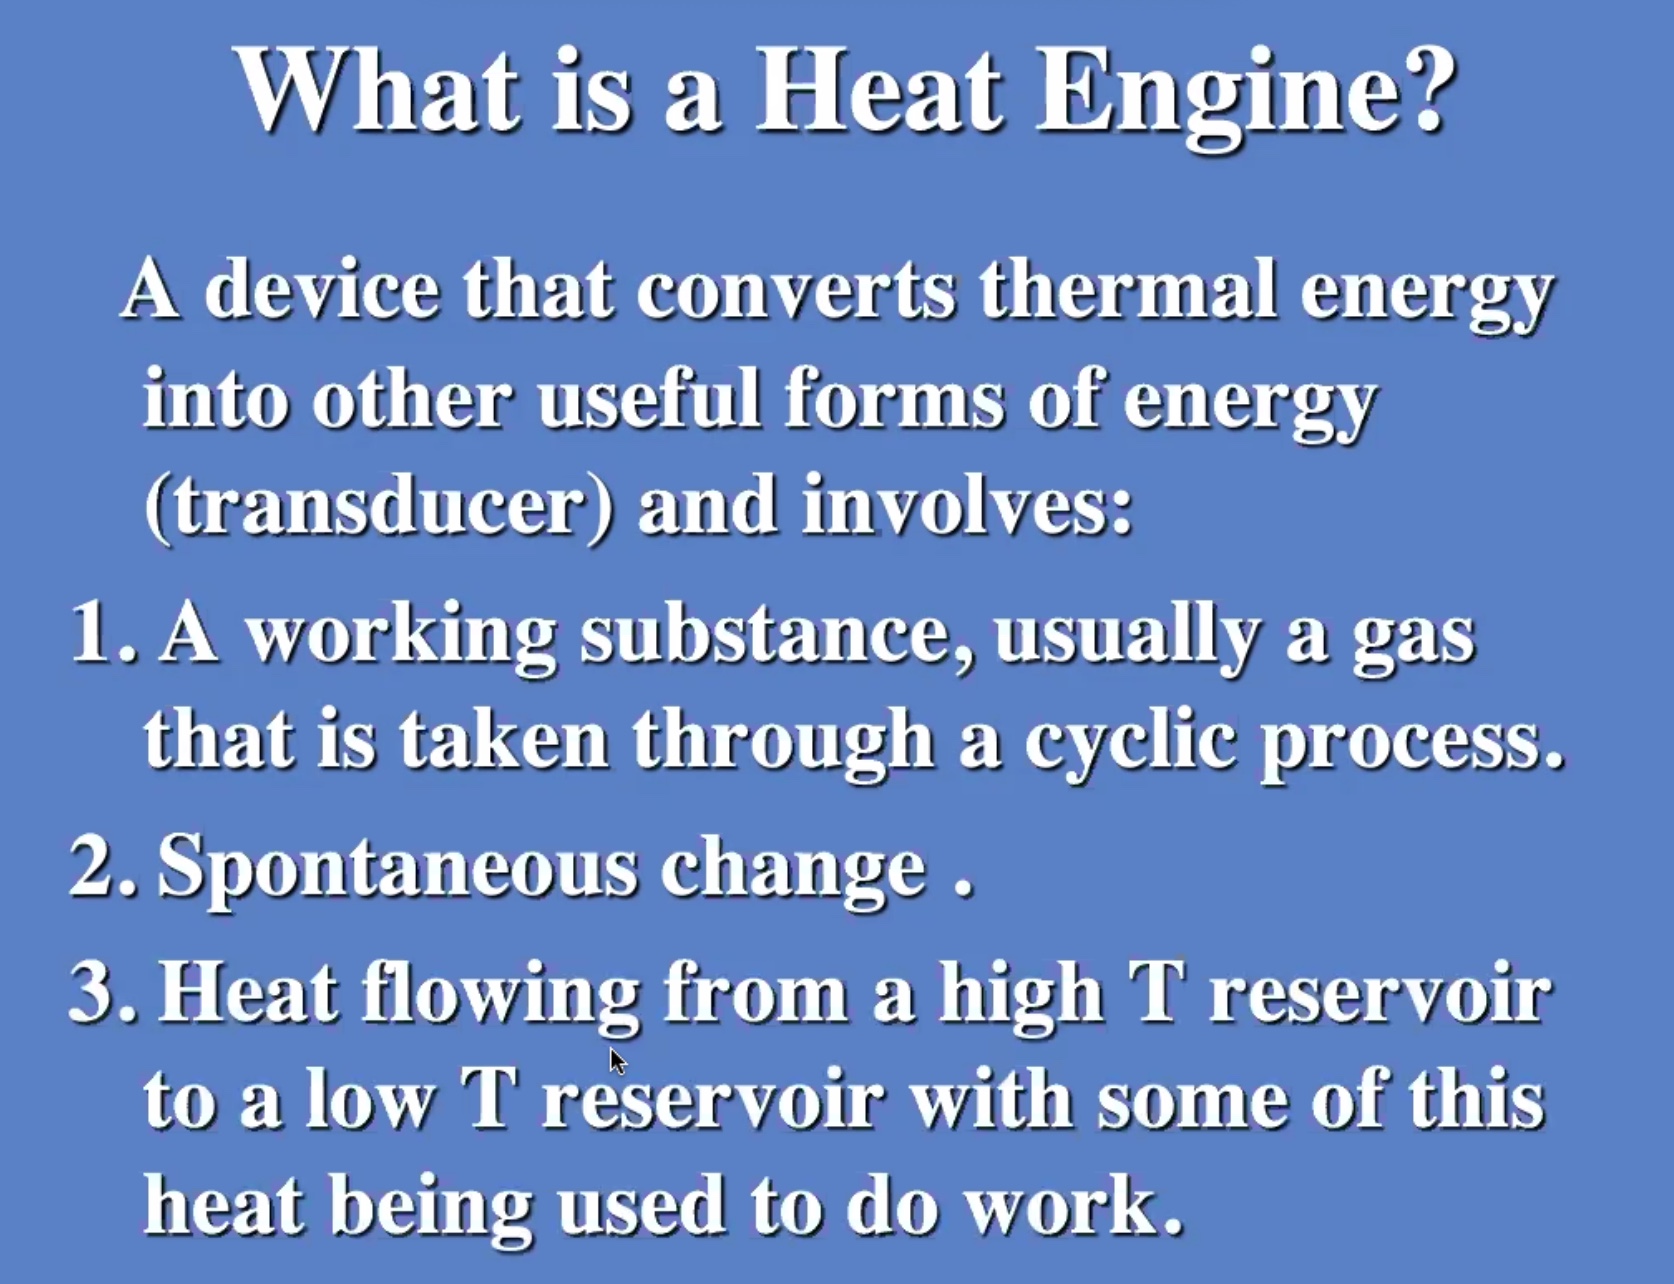 What is a Heat Engine?
A device that converts thermal energy
into other useful forms of energy
(transducer) and involves:
1. A working substance, usually a gas
that is taken through a cyclic process.
2. Spontaneous change .
3. Heat flowing from a high T reservoir
to a low T reservoir with some of this
heat being used to do work.